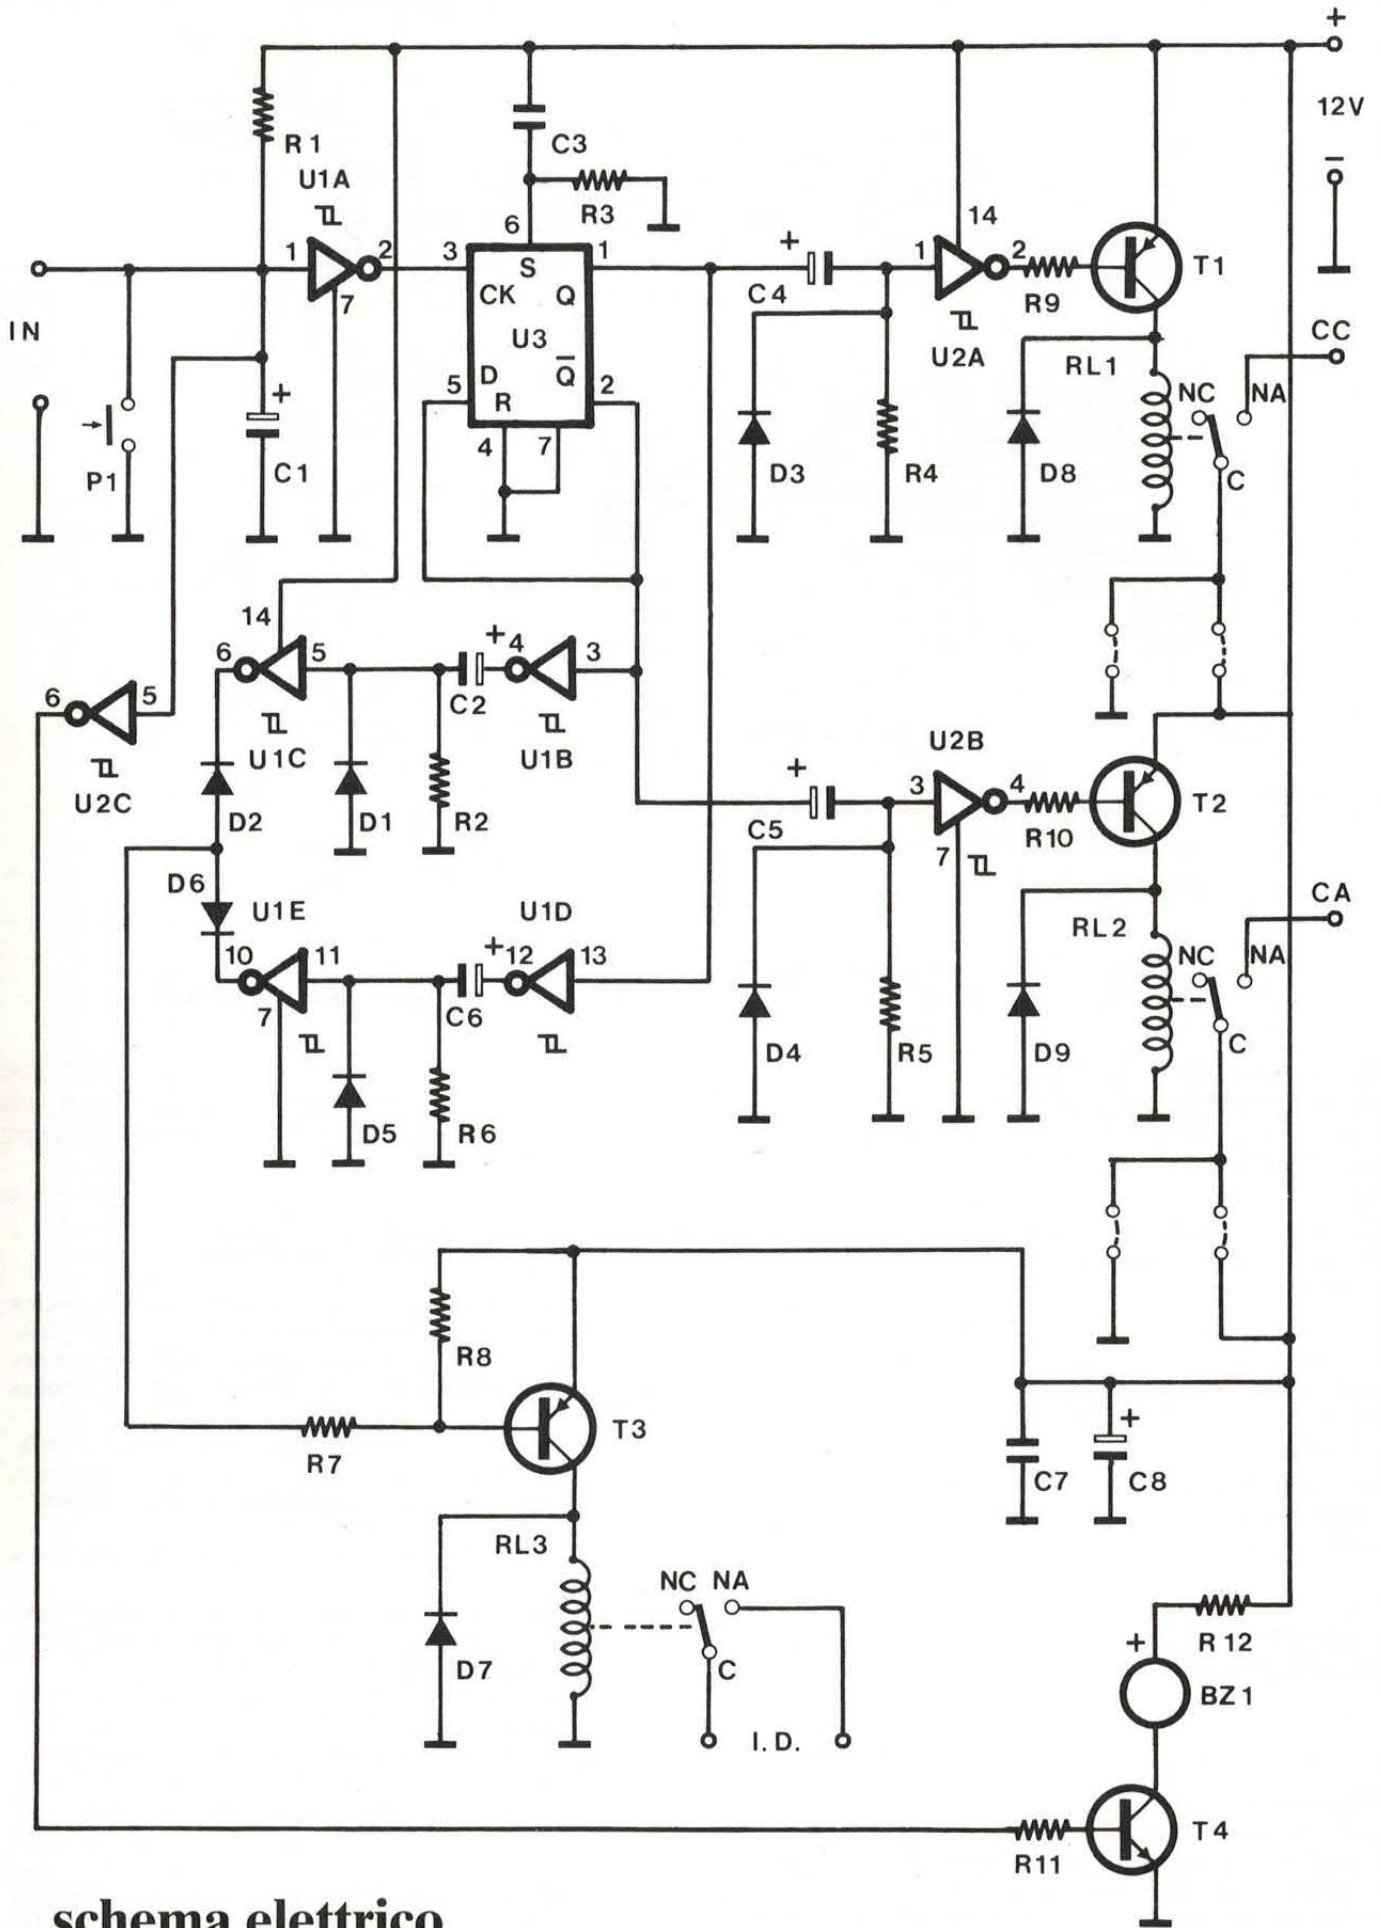 +
12V
–
R1
C3
U1A
R3
6
14
1
2
3
S
1
+
1
2
T1
CK
Q
C4
R9
7
IN
U3
U2A
CC
RL1
D
Q
5
2
NC
NA
R
+
4
7
P1
C1
D3
R4
D8
C
14
6
5
+
4
3
C2
6
5
U2B
U1C
U1B
+
3
4
U2C
T2
D2
D1
R2
C5
R10
7
D6
CA
U1E
U1D
RL2
10
11
+
12
13
NC
NA
7
C6
D4
R5
D9
C
D5
R6
R8
T3
+
R7
C7
C8
RL3
NC NA
+
R12
D7
C
BZ1
I.D.
T4
R11
schema elettrico